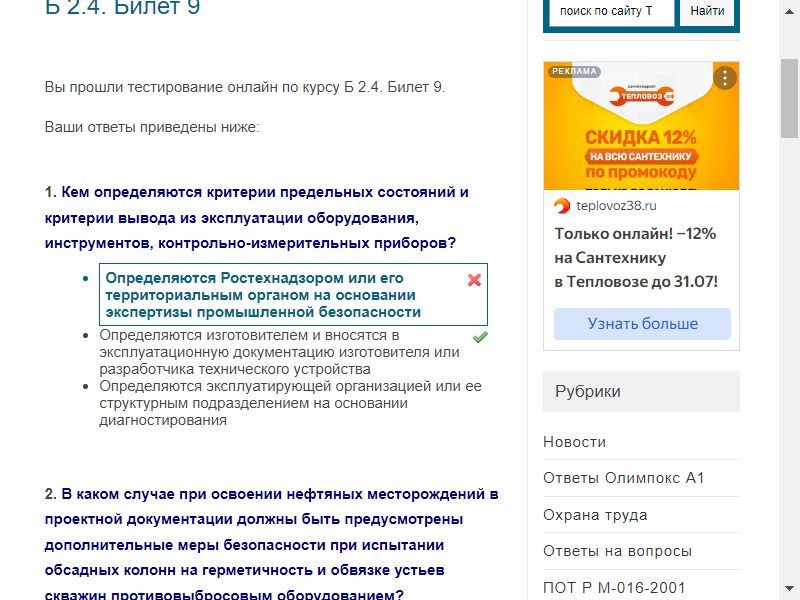 Б 2.4. Билет 9
Вы прошли тестирование онлайн по курсу Б 2.4. Билет 9.
Ваши ответы приведены ниже:
1. Кем определяются критерии предельных состояний и
критерии вывода из эксплуатации оборудования,
инструментов, контрольно-измерительных приборов?
Определяются Ростехнадзором или его
территориальным органом на основании
экспертизы промышленной безопасности
Определяются изготовителем и вносятся в
эксплуатационную документацию изготовителя или
разработчика технического устройства
Определяются эксплуатирующей организацией или ее
структурным подразделением на основании
диагностирования
2. В каком случае при освоении нефтяных месторождений в
проектной документации должны быть предусмотрены
дополнительные меры безопасности при испытании
обсадных колонн на герметичность и обвязке устьев
скважин противовыбросовым оборудованием?
поиск по сайту Т
Найти
РЕКЛАМА
сантехмаркет
ТЕПЛОВОЗ.РФ
СКИДКА 12%
НА ВСЮ САНТЕХНИКУ
ПО ПРОМОКОДУ
teplovoz38.ru
Только онлайн! –12%
на Сантехнику
в Тепловозе до 31.07!
Узнать больше
Рубрики
Новости
Ответы Олимпокс А1
Охрана труда
Ответы на вопросы
ПОТ Р М-016-2001